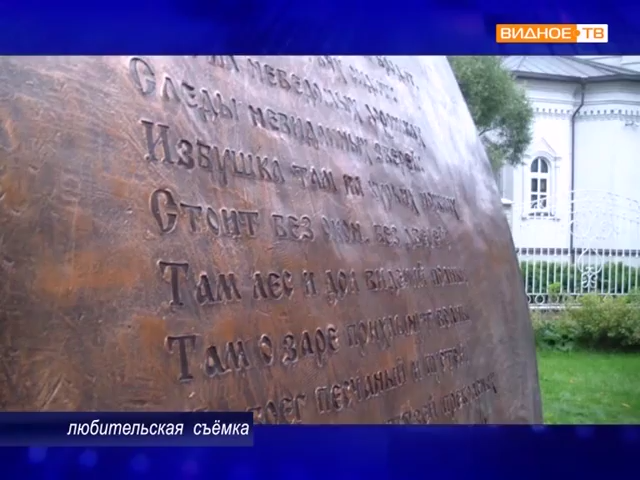 ВИДНОЕ ТВ
неведомых дорожках
Следы невиданных зверей.
Избушка там на курьих ножках
Стоит без окон, без дверей.
Там лес и дол видений полны,
Там о заре прихлынут волны
брег песчаный и пустой
любительская съёмка